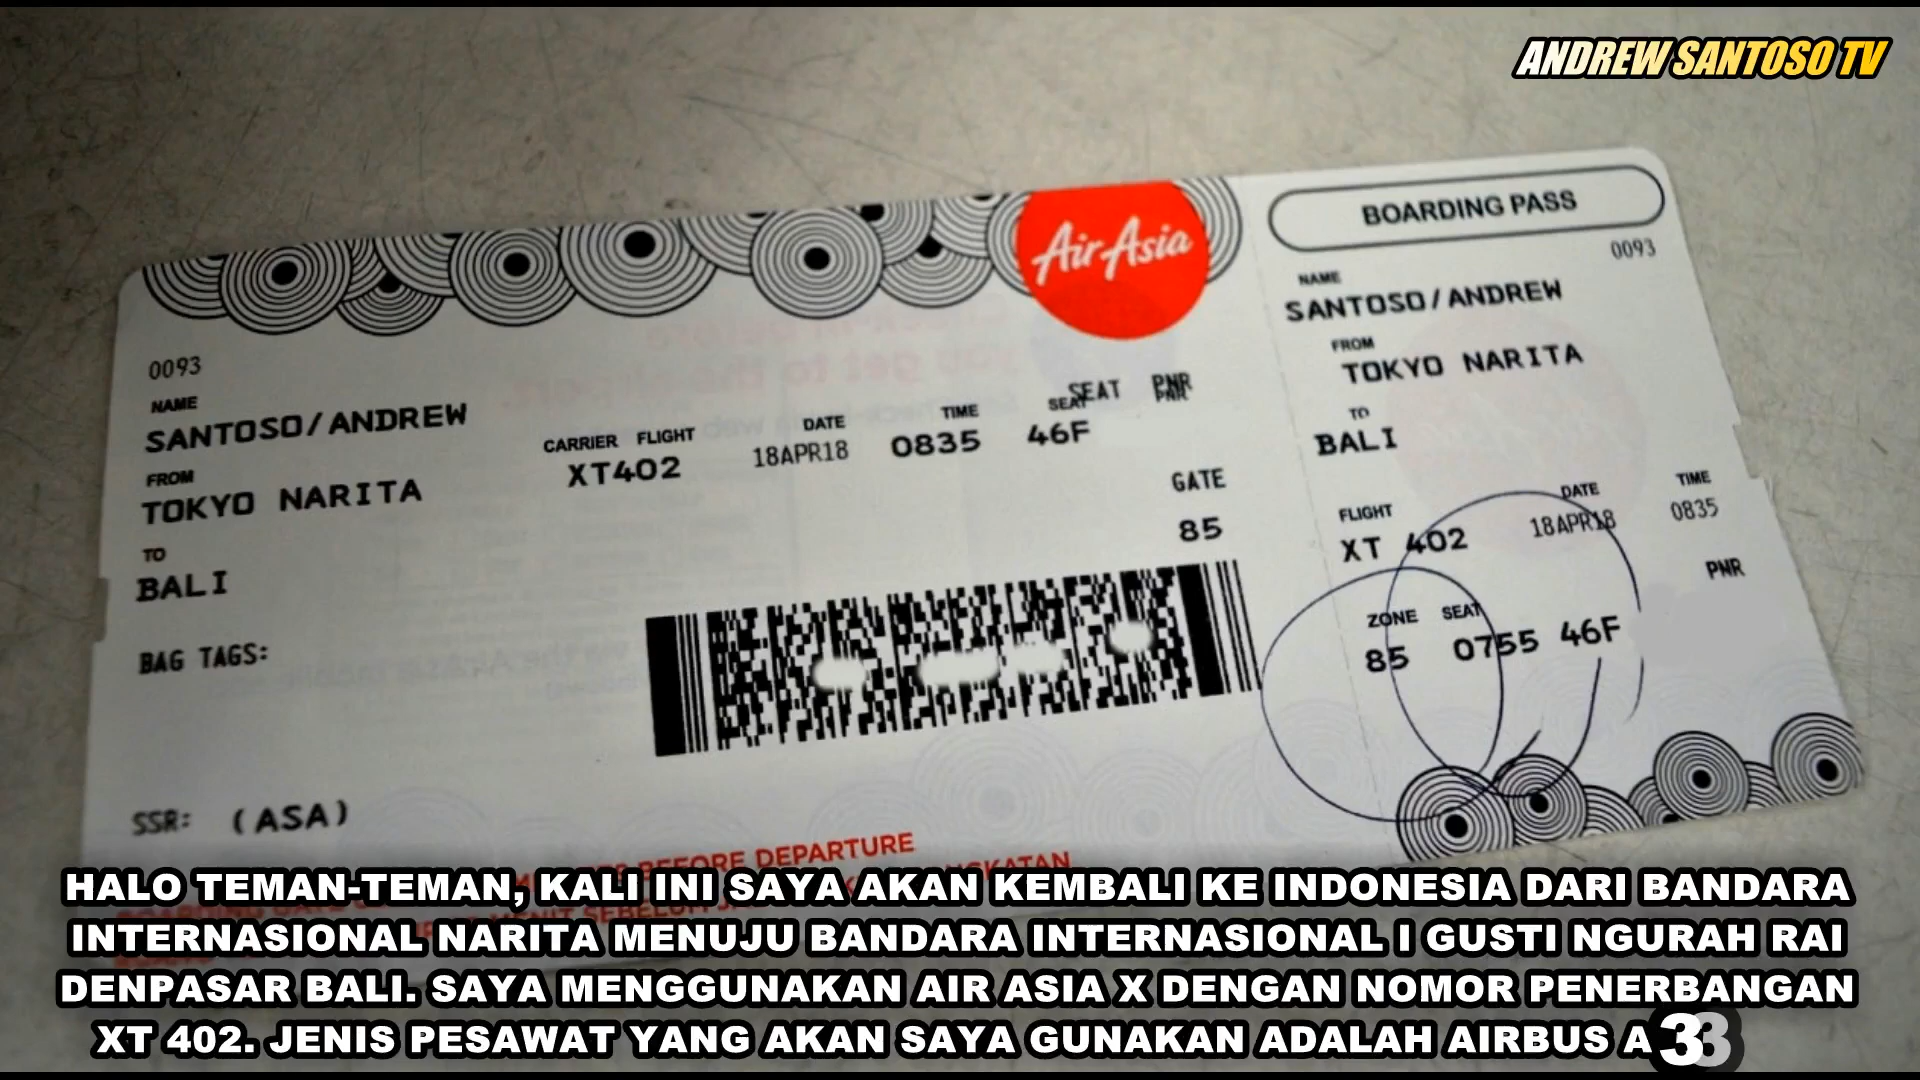 ANDREW SANTOSO TV
AirAsia
BOARDING PASS
0093
NAME
SANTOSO/ANDREW
FROM
TOKYO NARITA
TO
BALI
FLIGHT DATE TIME
XT 402 18APR18 0835
PNR
ZONE SEAT
85 0755 46F
0093
NAME
SANTOSO/ANDREW
CARRIER FLIGHT DATE TIME SEAT SEAT PNR PNR
XT402 18APR18 0835 46F
FROM
TOKYO NARITA
GATE
85
TO
BALI
BAG TAGS:
SSR: (ASA)
BEFORE DEPARTURE
HALO TEMAN-TEMAN, KALI INI SAYA AKAN KEMBALI KE INDONESIA DARI BANDARA
INTERNASIONAL NARITA MENUJU BANDARA INTERNASIONAL I GUSTI NGURAH RAI
DENPASAR BALI. SAYA MENGGUNAKAN AIR ASIA X DENGAN NOMOR PENERBANGAN
XT 402. JENIS PESAWAT YANG AKAN SAYA GUNAKAN ADALAH AIRBUS A 33